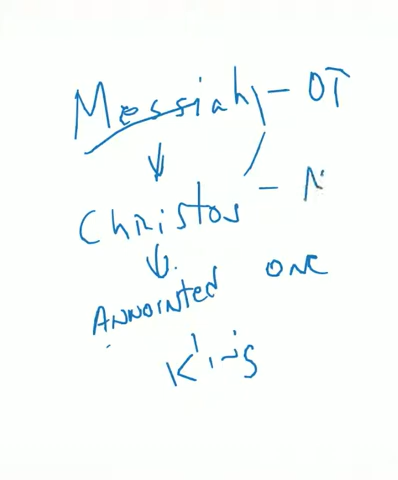 Messiah - OT
Christos - N
Annointed one
King